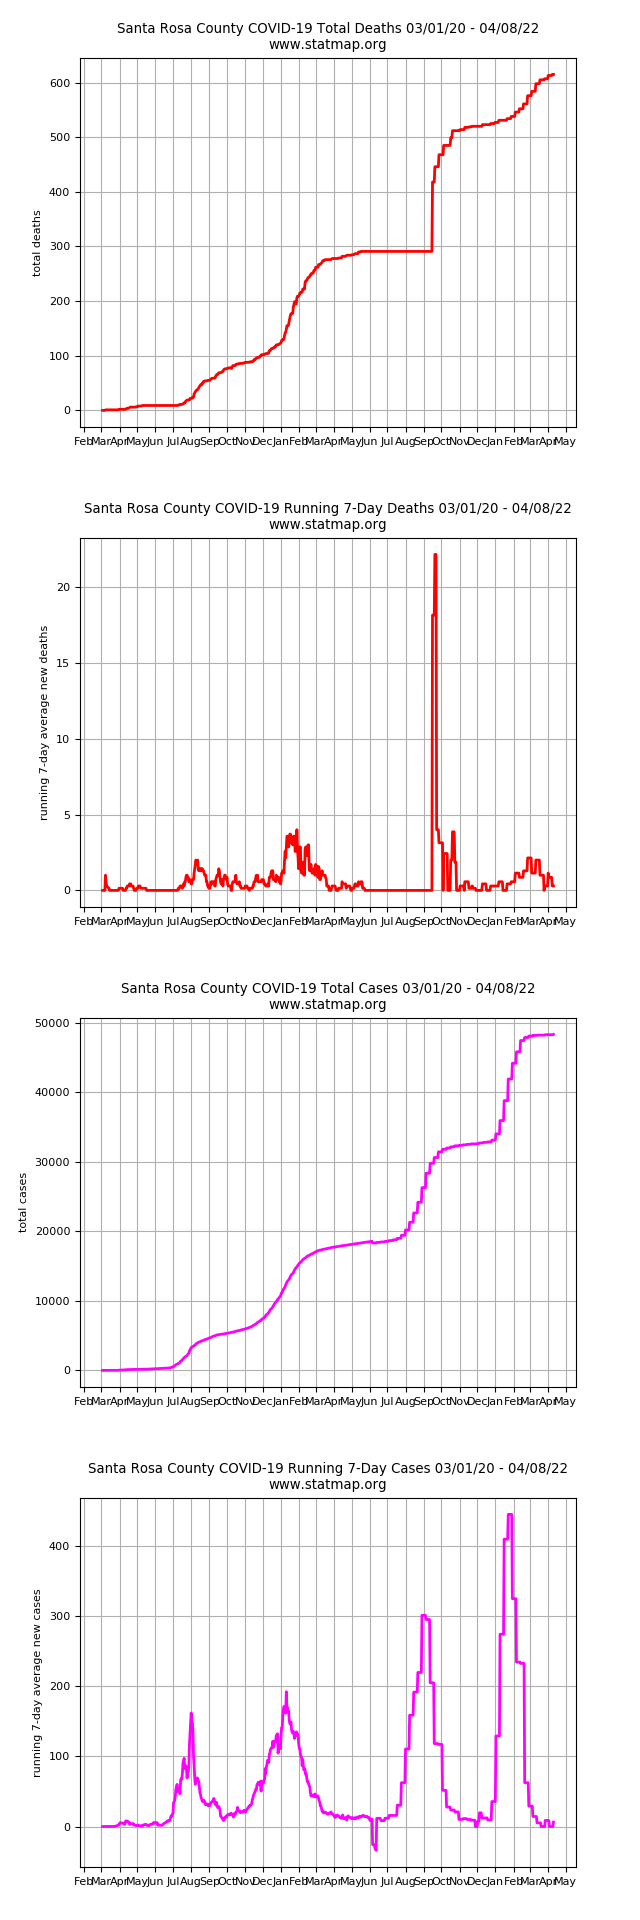 Santa Rosa County COVID-19 Total Deaths 03/01/20 - 04/08/22
www.statmap.org
600
500
400
300
200
100
0
total deaths
Feb Mar Apr May Jun Jul Aug Sep Oct Nov Dec Jan Feb Mar Apr May Jun Jul Aug Sep Oct Nov Dec Jan Feb Mar Apr May
Santa Rosa County COVID-19 Running 7-Day Deaths 03/01/20 - 04/08/22
www.statmap.org
20
15
10
5
0
running 7-day average new deaths
Feb Mar Apr May Jun Jul Aug Sep Oct Nov Dec Jan Feb Mar Apr May Jun Jul Aug Sep Oct Nov Dec Jan Feb Mar Apr May
Santa Rosa County COVID-19 Total Cases 03/01/20 - 04/08/22
www.statmap.org
50000
40000
30000
20000
10000
0
total cases
Feb Mar Apr May Jun Jul Aug Sep Oct Nov Dec Jan Feb Mar Apr May Jun Jul Aug Sep Oct Nov Dec Jan Feb Mar Apr May
Santa Rosa County COVID-19 Running 7-Day Cases 03/01/20 - 04/08/22
www.statmap.org
400
300
200
100
0
running 7-day average new cases
Feb Mar Apr May Jun Jul Aug Sep Oct Nov Dec Jan Feb Mar Apr May Jun Jul Aug Sep Oct Nov Dec Jan Feb Mar Apr May